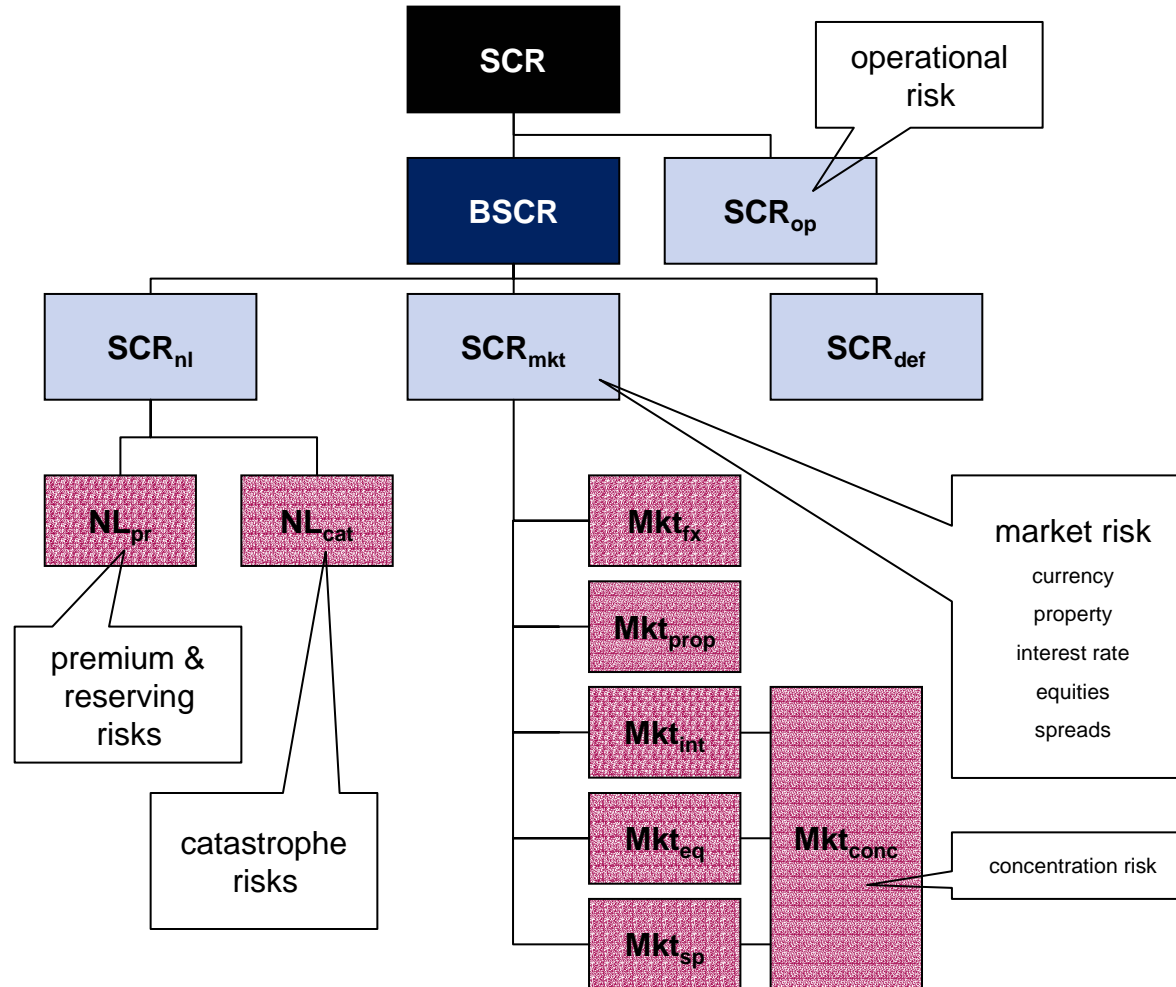 SCR
operational
risk
BSCR
SCRop
SCRnl
SCRmkt
SCRdef
NLpr
NLcat
Mktfx
market risk
currency
property
interest rate
equities
spreads
Mktprop
premium &
reserving
risks
Mktint
catastrophe
risks
Mkteq
Mktconc
concentration risk
Mktsp